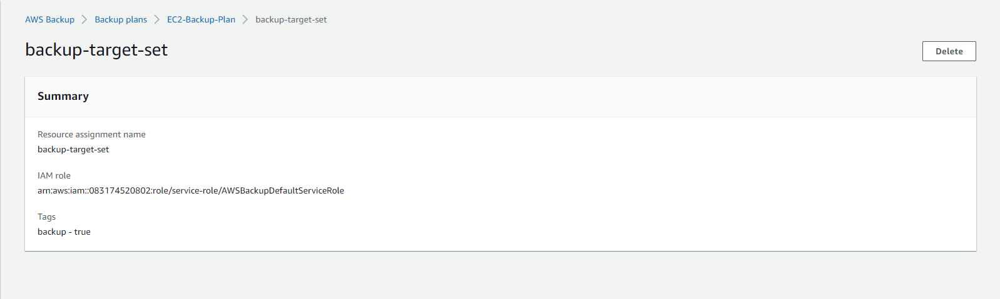 AWS Backup > Backup plans > EC2-Backup-Plan > backup-target-set
backup-target-set
Delete
Summary
Resource assignment name
backup-target-set
IAM role
arn:aws:iam::083174520802:role/service-role/AWSBackupDefaultServiceRole
Tags
backup - true